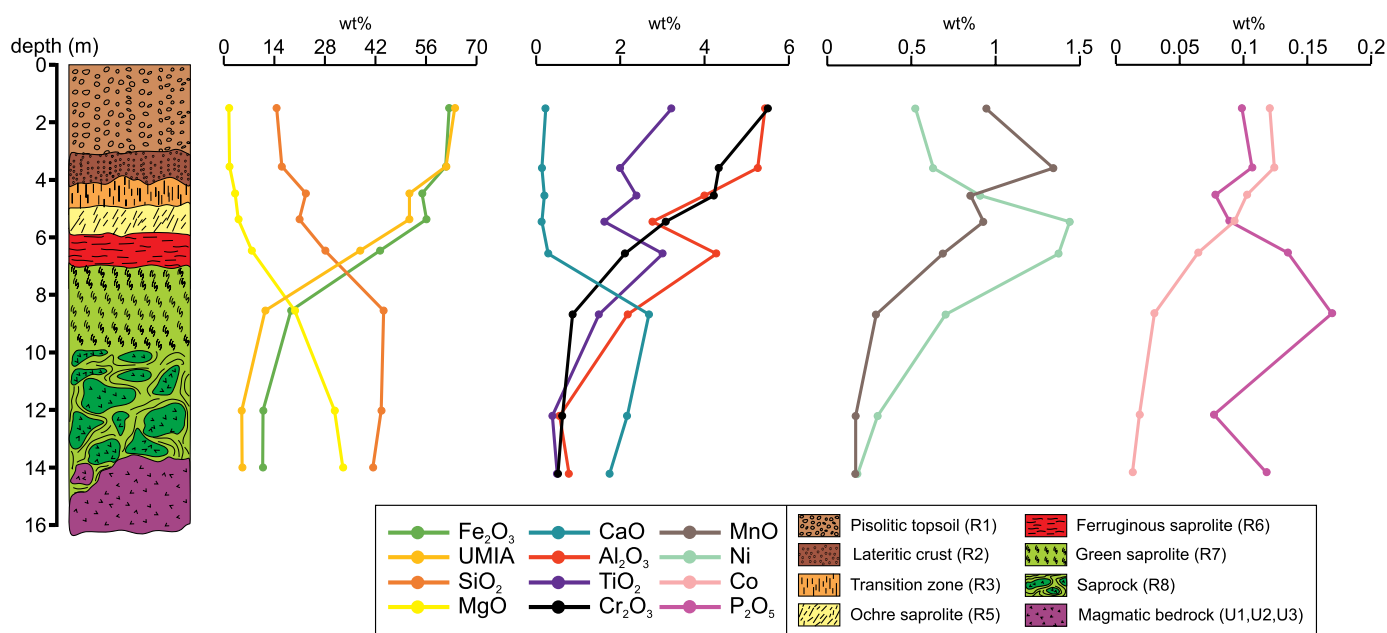 wt% wt% wt% wt%
depth (m) 0 14 28 42 56 70 0 2 4 6 0 0.5 1 1.5 0 0.05 0.1 0.15 0.2
0
2
4
6
8
10
12
14
16
Fe₂O₃ CaO MnO Pisolitic topsoil (R1) Ferruginous saprolite (R6)
UMIA Al₂O₃ Ni Lateritic crust (R2) Green saprolite (R7)
SiO₂ TiO₂ Co Transition zone (R3) Saprock (R8)
MgO Cr₂O₃ P₂O₅ Ochre saprolite (R5) Magmatic bedrock (U1,U2,U3)